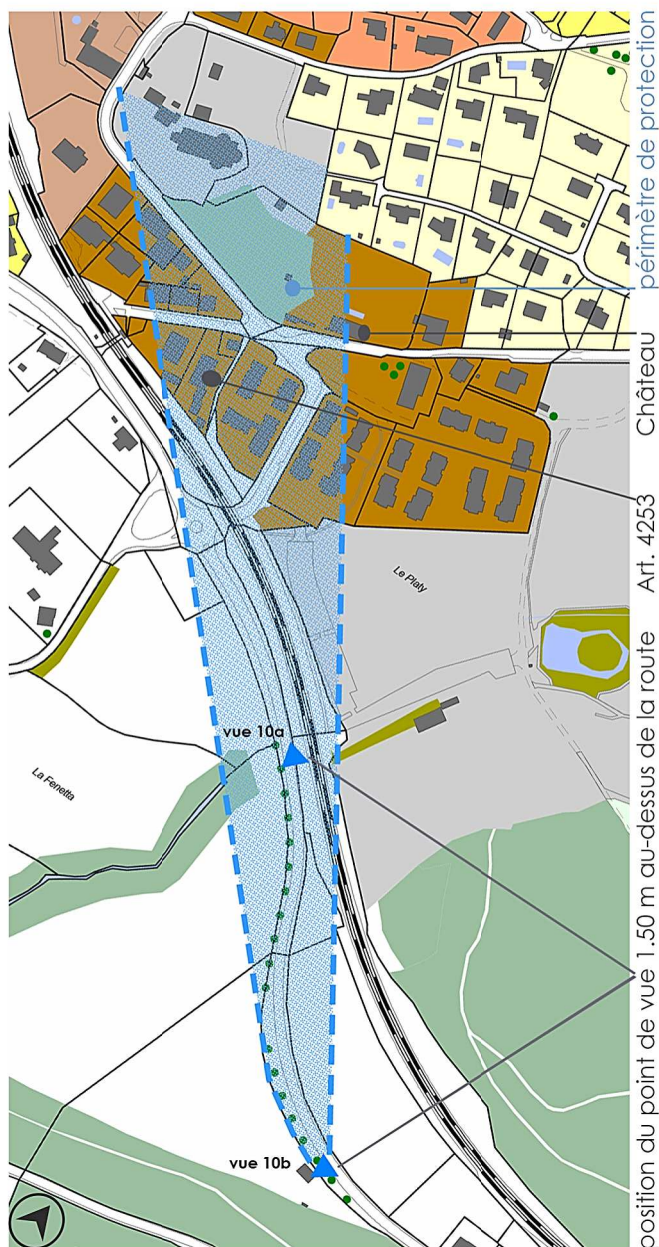 périmètre de protection
Château
Art. 4253
position du point de vue 1.50 m au-dessus de la route
Le Platy
vue 10a
La Fenetta
vue 10b